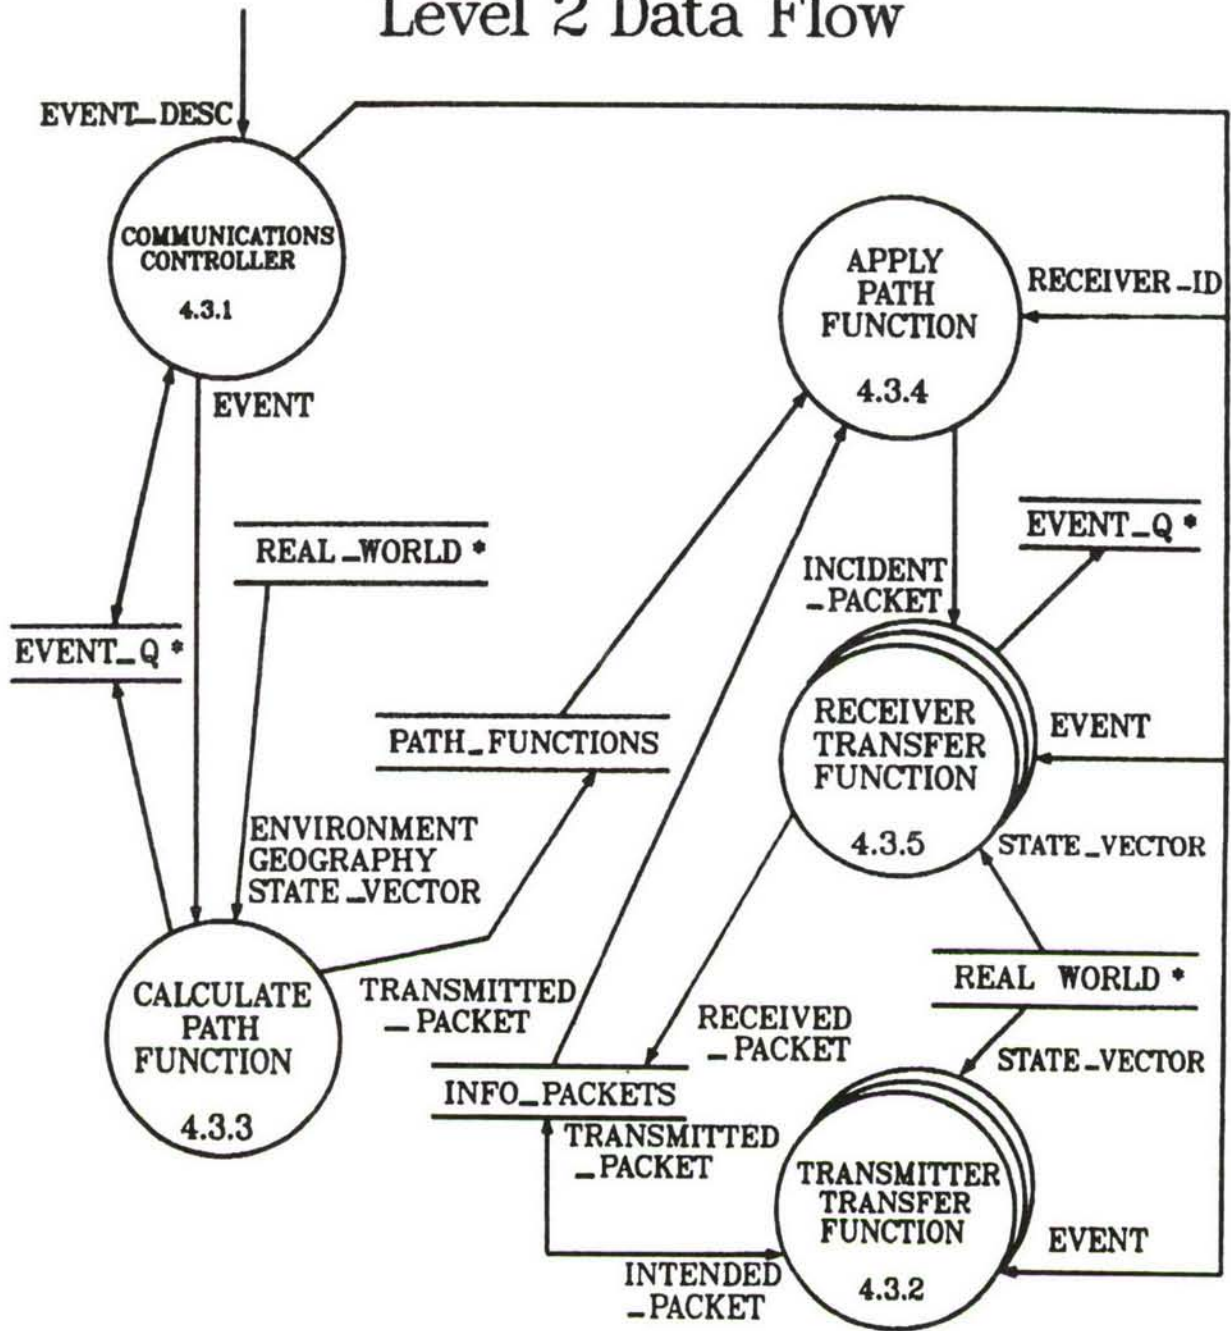 Level 2 Data Flow
EVENT_DESC
COMMUNICATIONS
CONTROLLER
4.3.1
APPLY
PATH
FUNCTION
4.3.4
RECEIVER_ID
EVENT
REAL_WORLD *
EVENT_Q *
EVENT_Q *
INCIDENT
_PACKET
PATH_FUNCTIONS
RECEIVER
TRANSFER
FUNCTION
4.3.5
EVENT
STATE_VECTOR
ENVIRONMENT
GEOGRAPHY
STATE_VECTOR
CALCULATE
PATH
FUNCTION
4.3.3
TRANSMITTED
_PACKET
RECEIVED
_PACKET
REAL WORLD *
STATE_VECTOR
INFO_PACKETS
TRANSMITTED
_PACKET
TRANSMITTER
TRANSFER
FUNCTION
4.3.2
EVENT
INTENDED
_PACKET